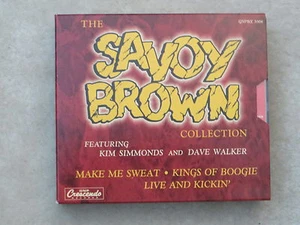 THE
SAVOY
BROWN
COLLECTION
FEATURING
KIM SIMMONDS AND DAVE WALKER
MAKE ME SWEAT • KINGS OF BOOGIE
LIVE AND KICKIN'
Crescendo